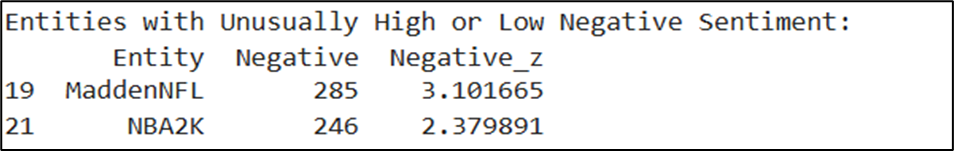 Entities with Unusually High or Low Negative Sentiment:
Entity Negative Negative_z
19 MaddenNFL 285 3.101665
21 NBA2K 246 2.379891